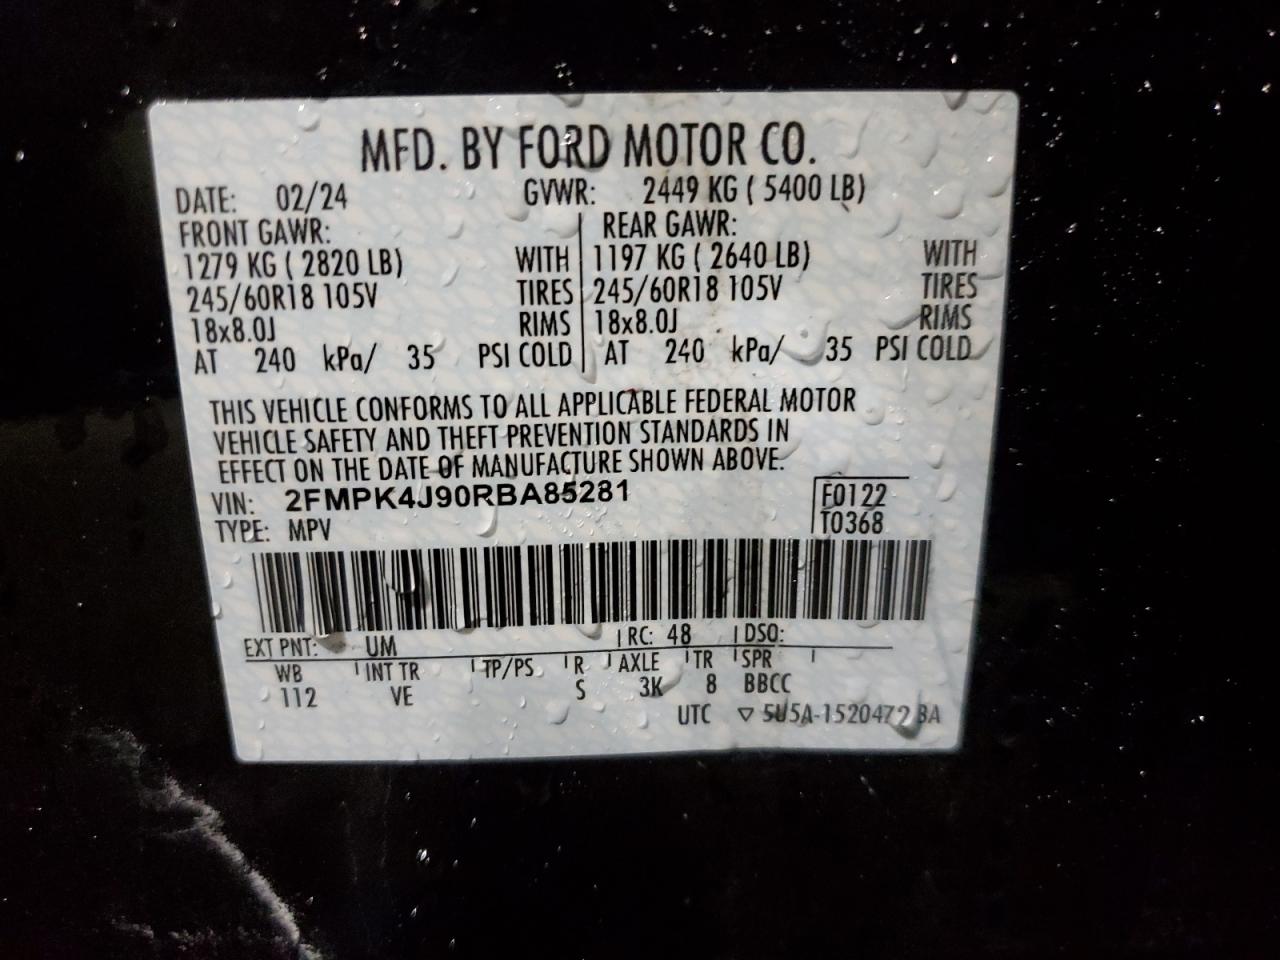 MFD. BY FORD MOTOR CO.
DATE: 02/24 GVWR: 2449 KG ( 5400 LB)
FRONT GAWR: REAR GAWR:
1279 KG ( 2820 LB) WITH 1197 KG ( 2640 LB) WITH
245/60R18 105V TIRES 245/60R18 105V TIRES
18x8.0J RIMS 18x8.0J RIMS
AT 240 kPa/ 35 PSI COLD AT 240 kPa/ 35 PSI COLD
THIS VEHICLE CONFORMS TO ALL APPLICABLE FEDERAL MOTOR
VEHICLE SAFETY AND THEFT PREVENTION STANDARDS IN
EFFECT ON THE DATE OF MANUFACTURE SHOWN ABOVE.
VIN: 2FMPK4J90RBA85281 F0122
TYPE: MPV T0368
EXT PNT: UM RC: 48 DSO:
WB INT TR TP/PS R AXLE TR SPR
112 VE S 3K 8 BBCC
UTC ▽ 5U5A-1520472 BA